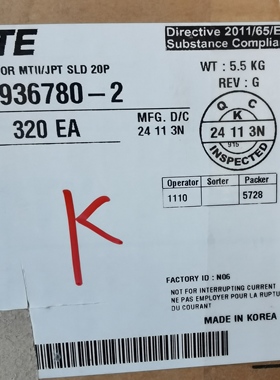 TE
Directive 2011/65/E
Substance Complia
OR MTII/JPT SLD 20P
WT : 5.5 KG
REV : G
936780-2
320 EA
MFG. D/C
24 11 3N
Q C K
24 11 3N
915
INSPECTED
Operator Sorter Packer
1110 5728
K
FACTORY ID : N06
NOT FOR INTERRUPTING CURRENT
NE PAS EMPLOYER POUR LA RUPTU
DU COURANT
MADE IN KOREA